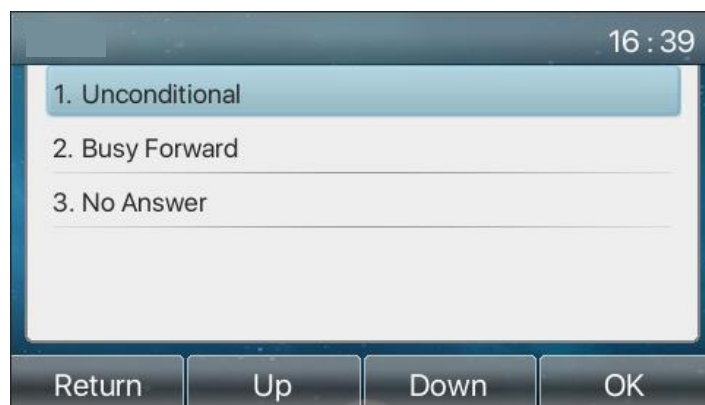 16 : 39
1. Unconditional
2. Busy Forward
3. No Answer
Return Up Down OK